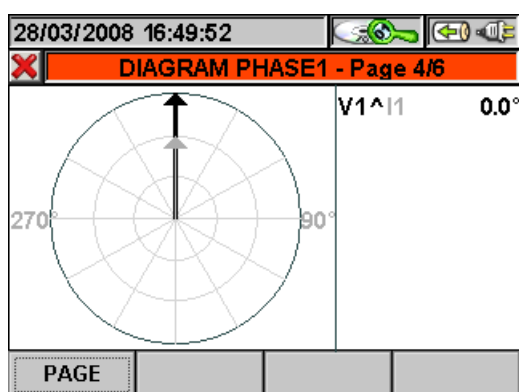 28/03/2008 16:49:52
DIAGRAM PHASE1 - Page 4/6
V1^I1 0.0°
270° 90°
PAGE